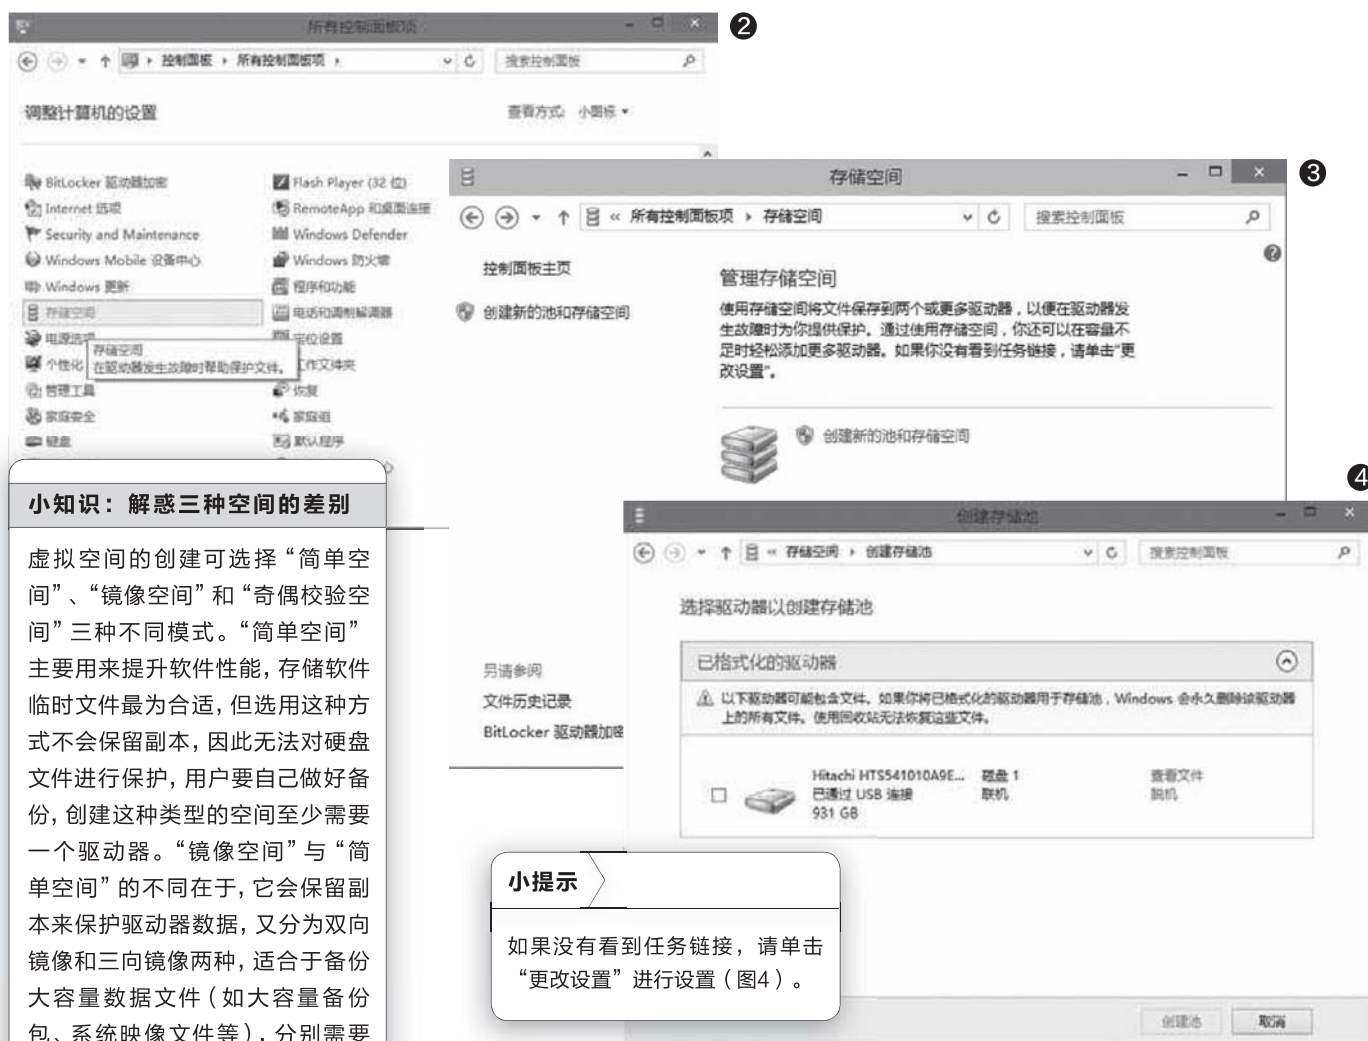 所有控制面板项
❷
控制面板 所有控制面板项
搜索控制面板
调整计算机的设置
查看方式: 小图标
BitLocker 驱动器加密
Internet 选项
Security and Maintenance
Windows Mobile 设备中心
Windows 更新
存储空间
电源选项
个性化
管理工具
家庭安全
键盘
Flash Player (32 位)
RemoteApp 和桌面连接
Windows Defender
Windows 防火墙
程序和功能
电话和调制解调器
定位设置
工作文件夹
恢复
家庭组
默认程序
存储空间
在驱动器发生故障时帮助保护文件。
存储空间
❸
« 所有控制面板项 存储空间
搜索控制面板
控制面板主页
创建新的池和存储空间
管理存储空间
使用存储空间将文件保存到两个或更多驱动器，以便在驱动器发
生故障时为你提供保护。通过使用存储空间，你还可以在容量不
足时轻松添加更多驱动器。如果你没有看到任务链接，请单击"更
改设置"。
创建新的池和存储空间
另请参阅
文件历史记录
BitLocker 驱动器加密
❹
创建存储池
« 存储空间 创建存储池
搜索控制面板
选择驱动器以创建存储池
已格式化的驱动器
以下驱动器可能包含文件。如果你将已格式化的驱动器用于存储池，Windows 会永久删除该驱动器
上的所有文件。使用回收站无法恢复这些文件。
Hitachi HTS541010A9E... 磁盘 1 查看文件
已通过 USB 连接 联机 脱机
931 GB
创建池 取消
小知识：解惑三种空间的差别
虚拟空间的创建可选择“简单空
间”、“镜像空间”和“奇偶校验空
间”三种不同模式。“简单空间”
主要用来提升软件性能，存储软件
临时文件最为合适，但选用这种方
式不会保留副本，因此无法对硬盘
文件进行保护，用户要自己做好备
份，创建这种类型的空间至少需要
一个驱动器。“镜像空间”与“简
单空间”的不同在于，它会保留副
本来保护驱动器数据，又分为双向
镜像和三向镜像两种，适合于备份
大容量数据文件（如大容量备份
包、系统映像文件等），分别需要
小提示
如果没有看到任务链接，请单击
“更改设置”进行设置（图4）。